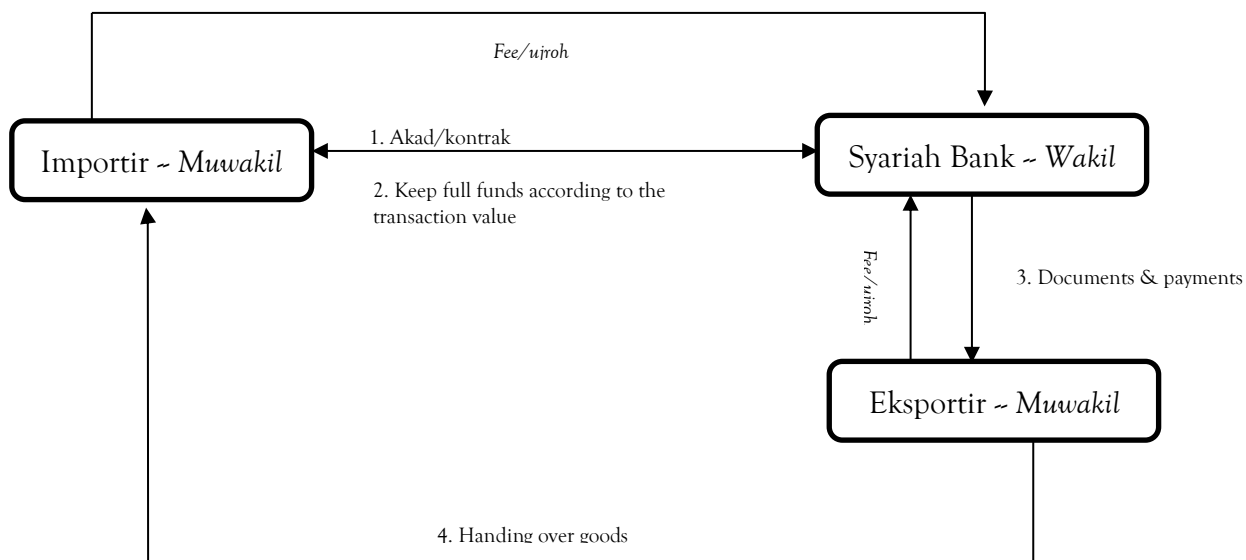 Fee/ujroh
1. Akad/kontrak
Importir ~ Muwakil
Syariah Bank ~ Wakil
2. Keep full funds according to the
transaction value
Fee/ujroh
3. Documents & payments
Eksportir ~ Muwakil
4. Handing over goods